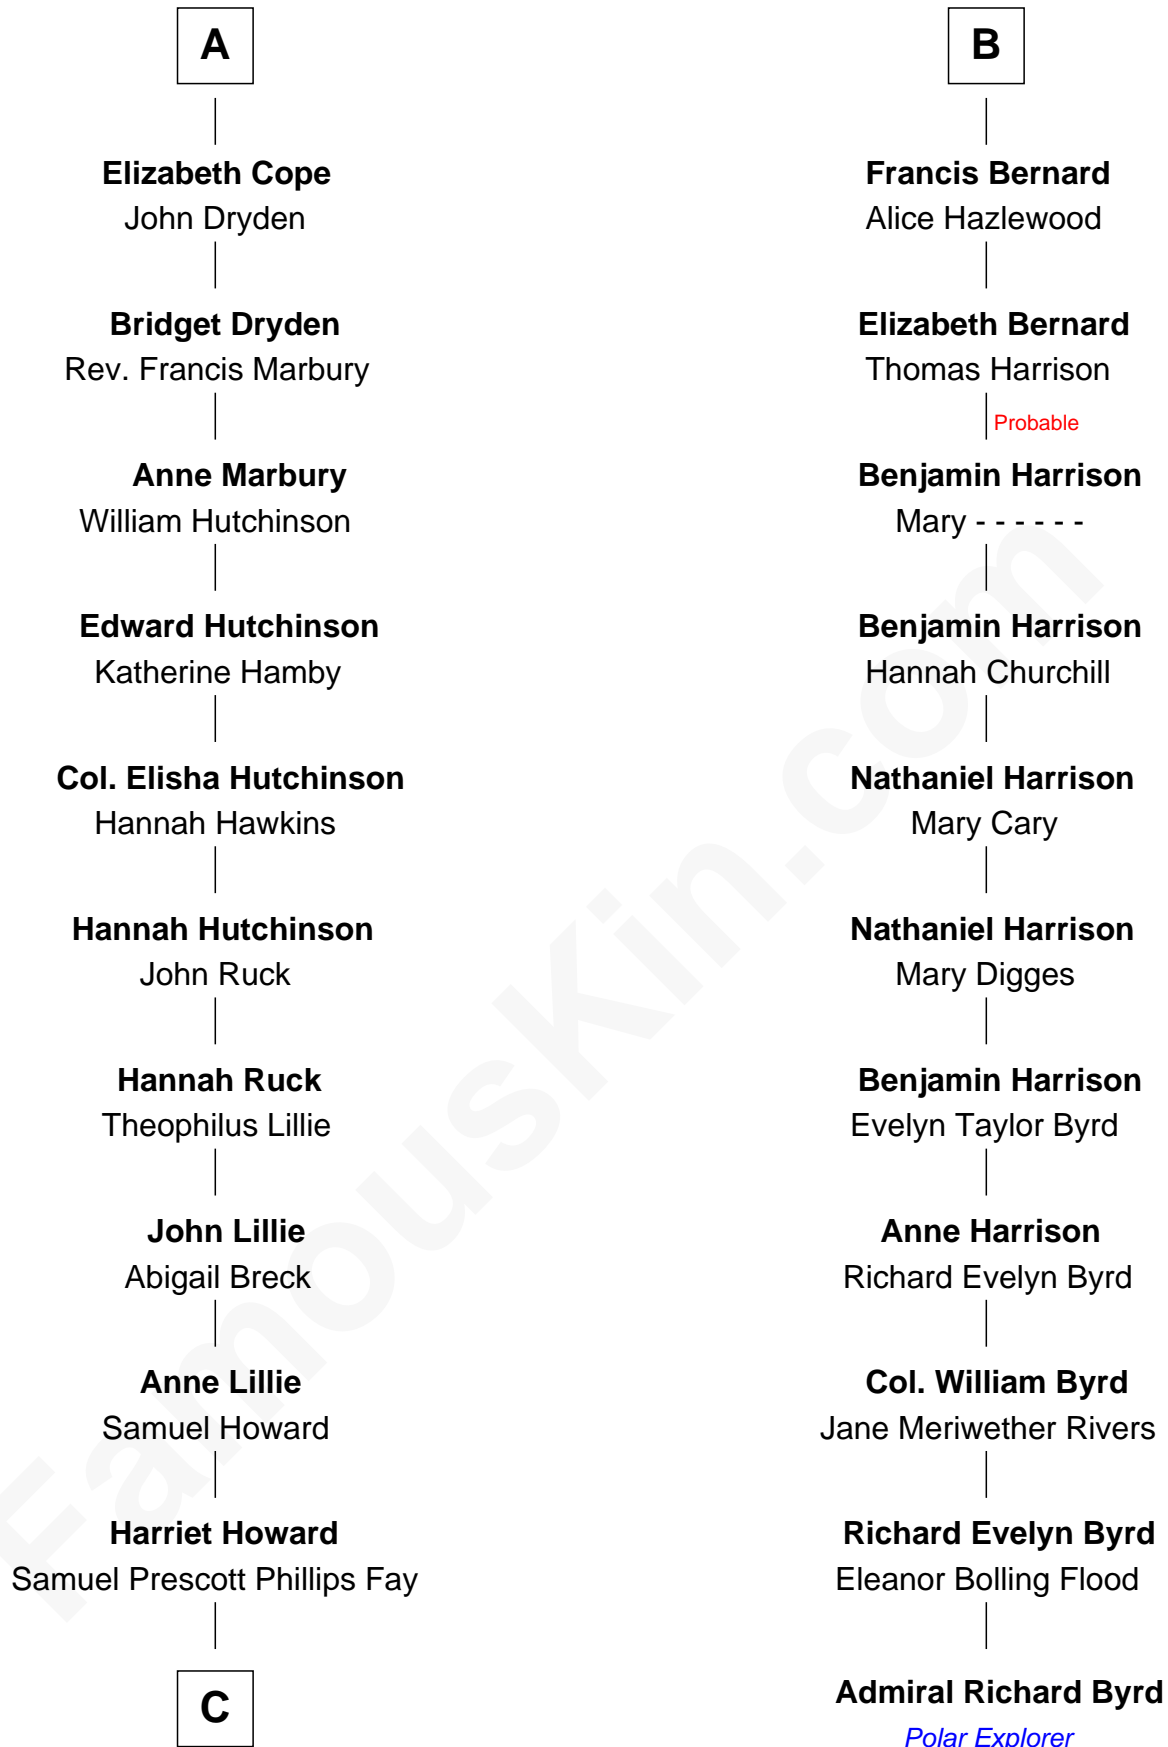 A
Elizabeth Cope
John Dryden
Bridget Dryden
Rev. Francis Marbury
Anne Marbury
William Hutchinson
Edward Hutchinson
Katherine Hamby
Col. Elisha Hutchinson
Hannah Hawkins
Hannah Hutchinson
John Ruck
Hannah Ruck
Theophilus Lillie
John Lillie
Abigail Breck
Anne Lillie
Samuel Howard
Harriet Howard
Samuel Prescott Phillips Fay
C
B
Francis Bernard
Alice Hazlewood
Elizabeth Bernard
Thomas Harrison
Probable
Benjamin Harrison
Mary - - - - - -
Benjamin Harrison
Hannah Churchill
Nathaniel Harrison
Mary Cary
Nathaniel Harrison
Mary Digges
Benjamin Harrison
Evelyn Taylor Byrd
Anne Harrison
Richard Evelyn Byrd
Col. William Byrd
Jane Meriwether Rivers
Richard Evelyn Byrd
Eleanor Bolling Flood
Admiral Richard Byrd
Polar Explorer
FamousKin.com